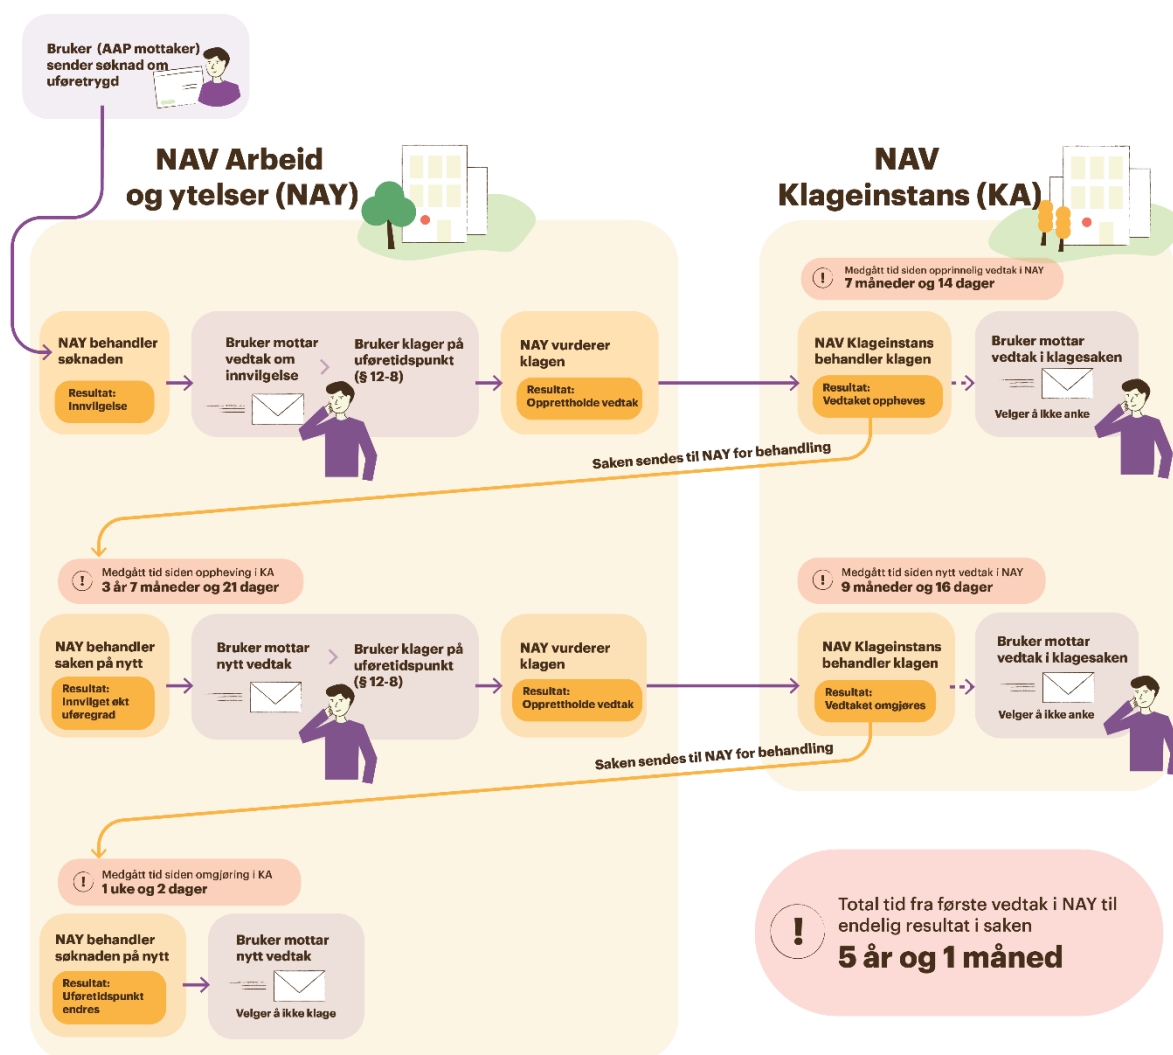 Bruker (AAP mottaker)
sender søknad om
uføretrygd
NAV Arbeid
og ytelser (NAY)
NAV
Klageinstans (KA)
Medgått tid siden opprinnelig vedtak i NAY
7 måneder og 14 dager
NAY behandler
søknaden
Resultat:
Innvilgelse
Bruker mottar
vedtak om
innvilgelse
Bruker klager på
uføretidspunkt
(§ 12-8)
NAY vurderer
klagen
Resultat:
Opprettholde vedtak
NAV Klageinstans
behandler klagen
Resultat:
Vedtaket oppheves
Bruker mottar
vedtak i klagesaken
Velger å ikke anke
Saken sendes til NAY for behandling
Medgått tid siden oppheving i KA
3 år 7 måneder og 21 dager
Medgått tid siden nytt vedtak i NAY
9 måneder og 16 dager
NAY behandler
saken på nytt
Resultat:
Innvilget økt
uføregrad
Bruker mottar
nytt vedtak
Bruker klager på
uføretidspunkt
(§ 12-8)
NAY vurderer
klagen
Resultat:
Opprettholde vedtak
NAV Klageinstans
behandler klagen
Resultat:
Vedtaket omgjøres
Bruker mottar
vedtak i klagesaken
Velger å ikke anke
Saken sendes til NAY for behandling
Medgått tid siden omgjøring i KA
1 uke og 2 dager
NAY behandler
søknaden på nytt
Resultat:
Uføretidspunkt
endres
Bruker mottar
nytt vedtak
Velger å ikke klage
Total tid fra første vedtak i NAY til
endelig resultat i saken
5 år og 1 måned